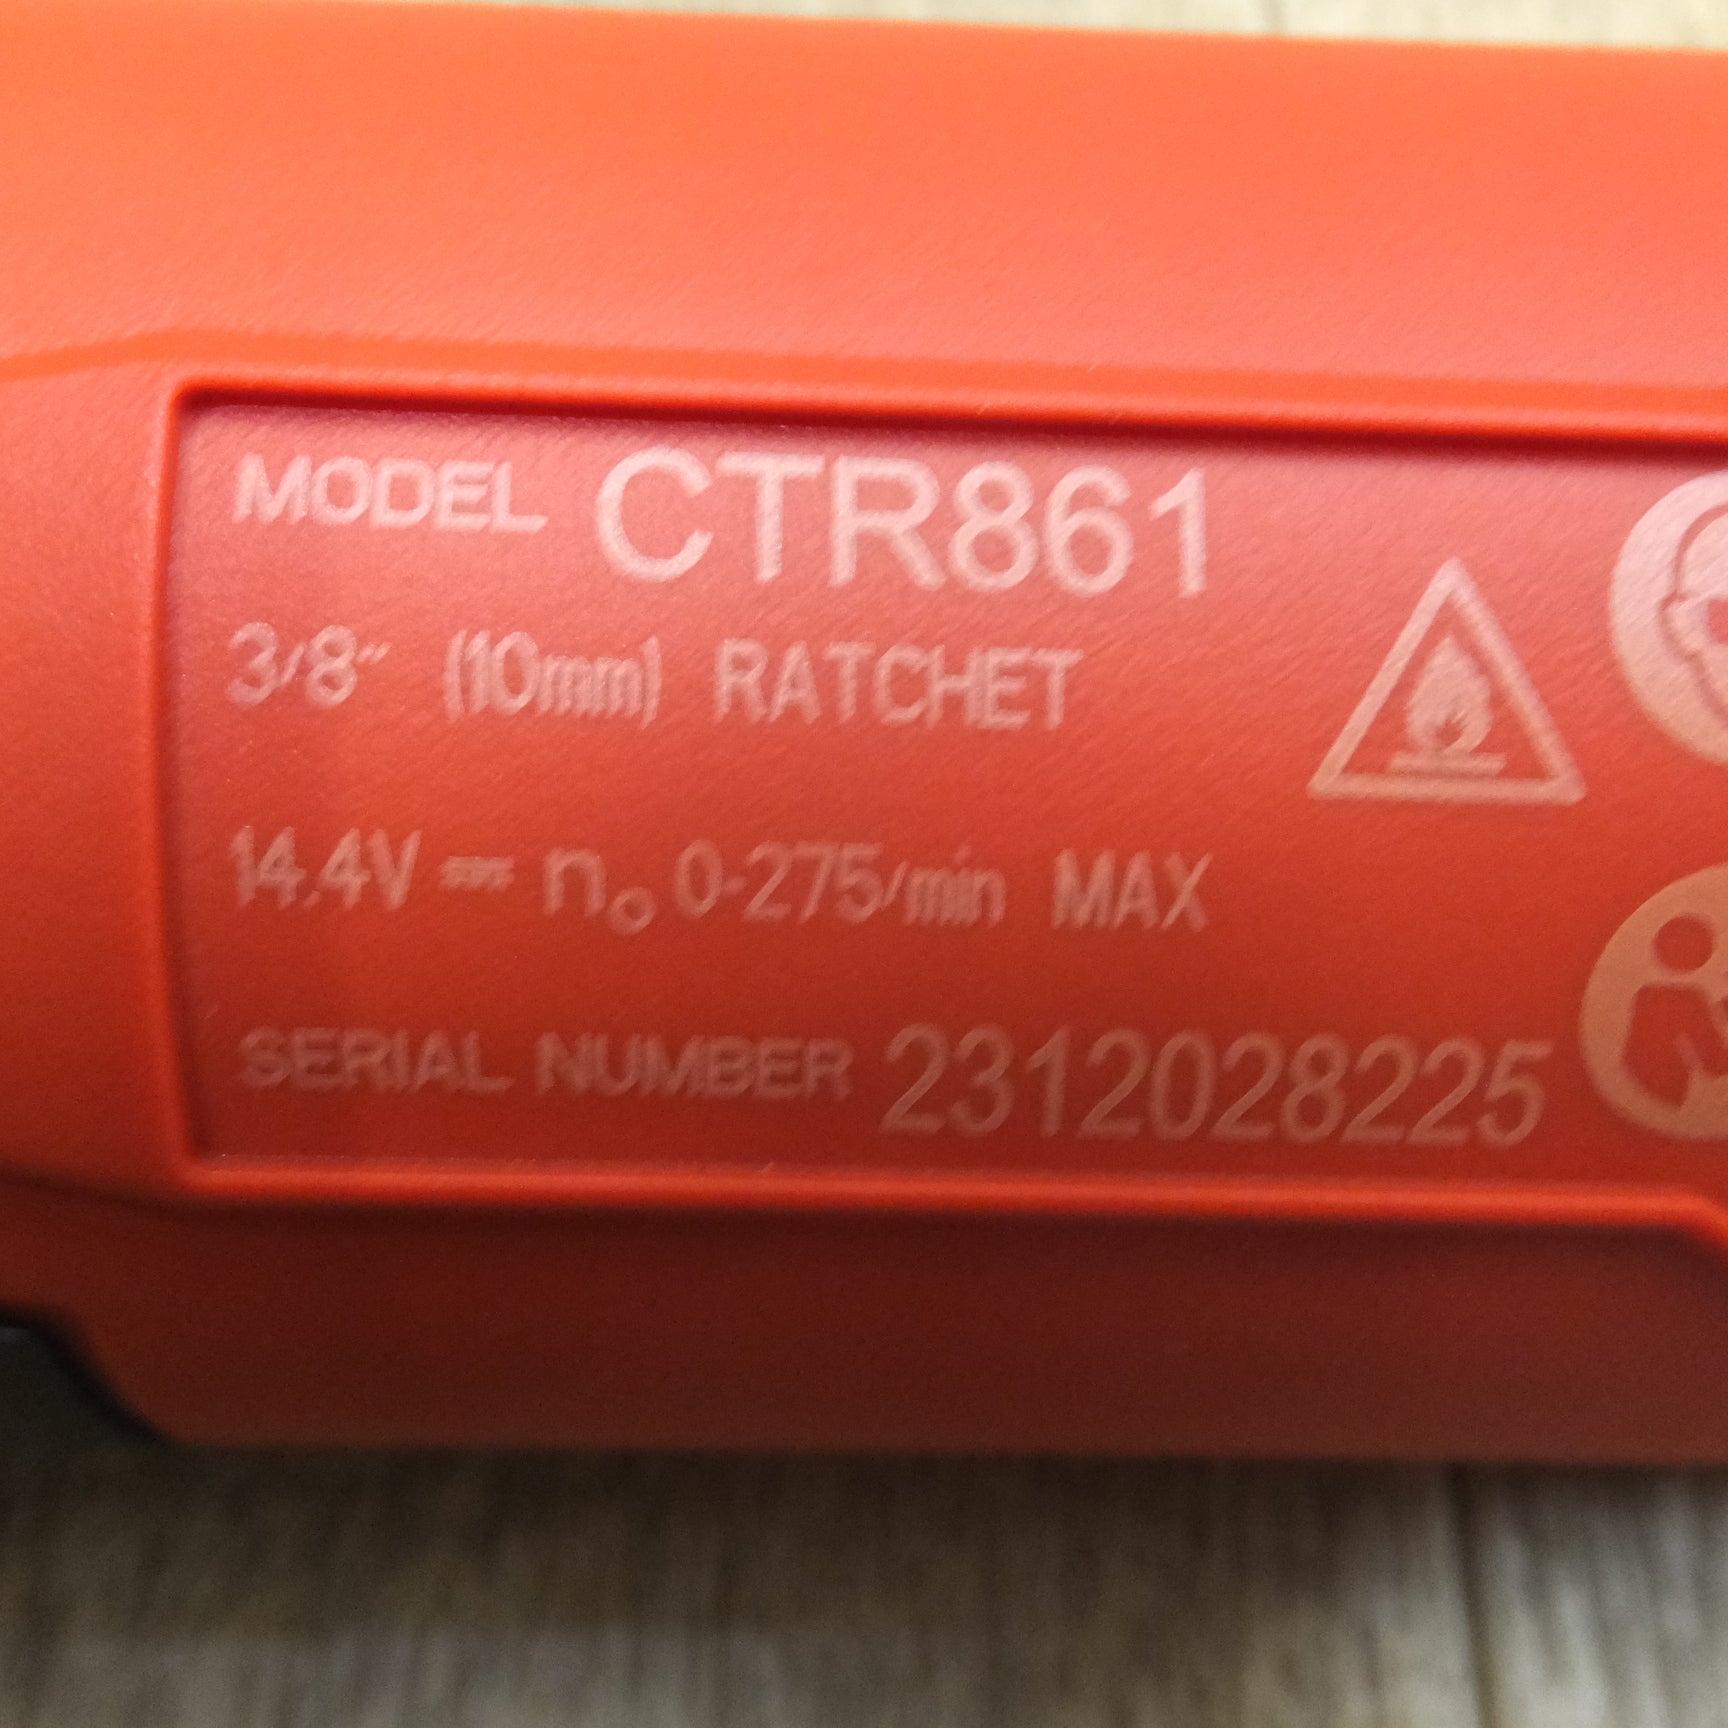 MODEL CTR861
3/8" (10mm) RATCHET
14.4V ⎓ n₀ 0-275/min MAX
SERIAL NUMBER 2312028225